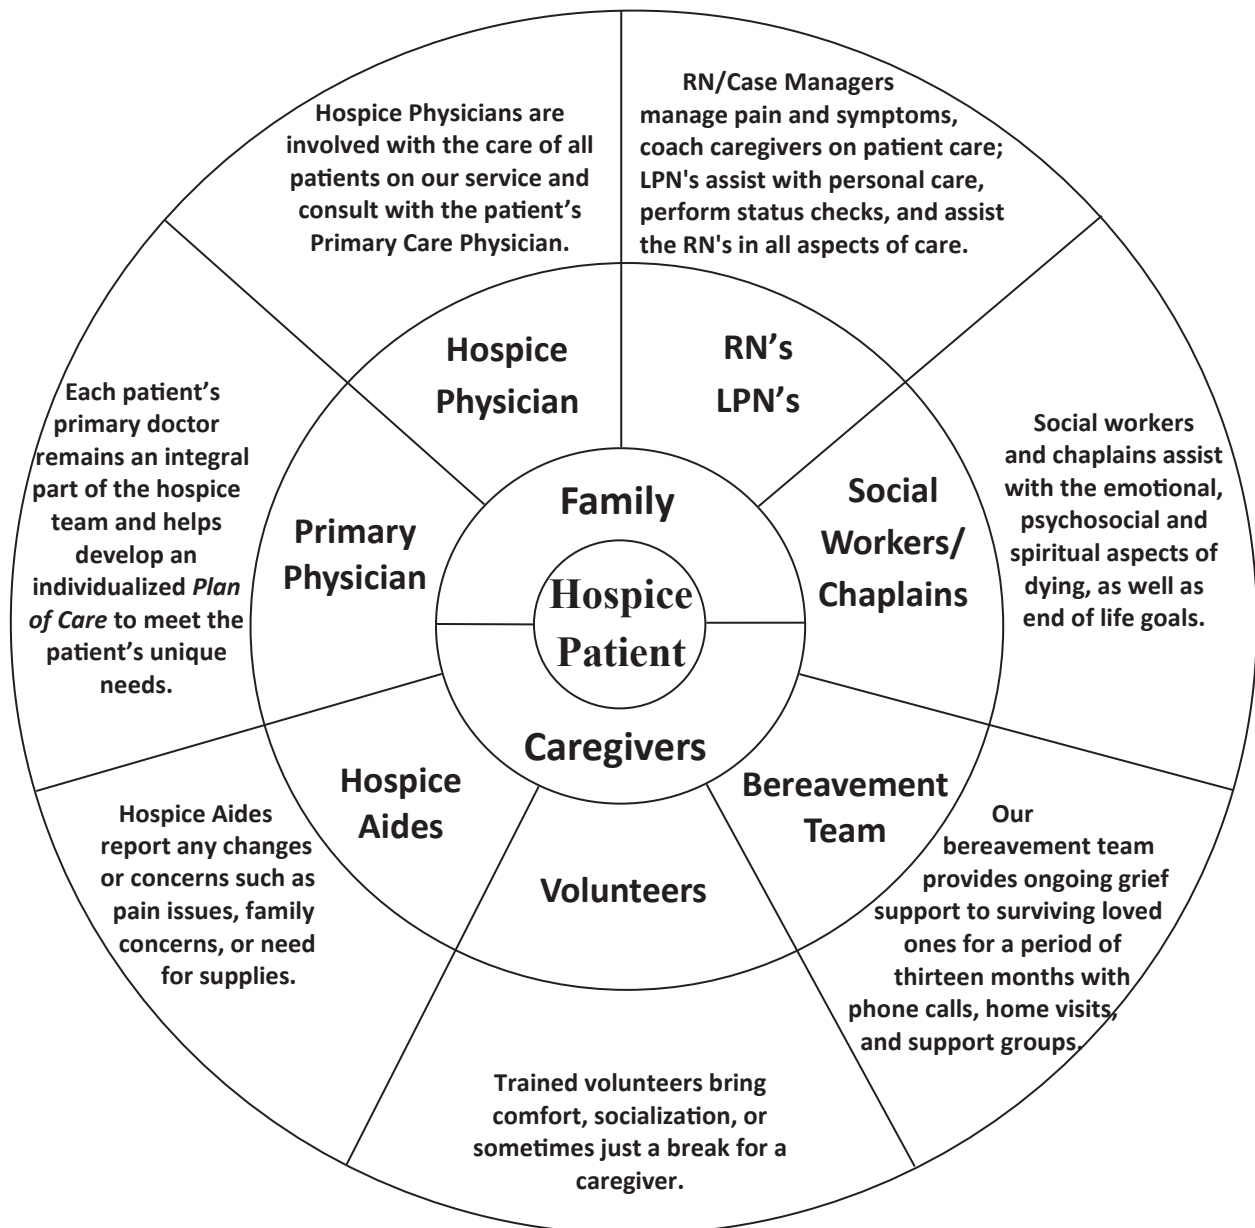 Hospice Physicians are
involved with the care of all
patients on our service and
consult with the patient's
Primary Care Physician.
RN/Case Managers
manage pain and symptoms,
coach caregivers on patient care;
LPN's assist with personal care,
perform status checks, and assist
the RN's in all aspects of care.
Hospice
Physician
RN's
LPN's
Each patient's
primary doctor
remains an integral
part of the hospice
team and helps
develop an
individualized Plan
of Care to meet the
patient's unique
needs.
Primary
Physician
Family
Hospice
Patient
Caregivers
Social
Workers/
Chaplains
Social workers
and chaplains assist
with the emotional,
psychosocial and
spiritual aspects of
dying, as well as
end of life goals.
Hospice
Aides
Hospice Aides
report any changes
or concerns such as
pain issues, family
concerns, or need
for supplies.
Volunteers
Trained volunteers bring
comfort, socialization, or
sometimes just a break for a
caregiver.
Bereavement
Team
Our
bereavement team
provides ongoing grief
support to surviving loved
ones for a period of
thirteen months with
phone calls, home visits,
and support groups.